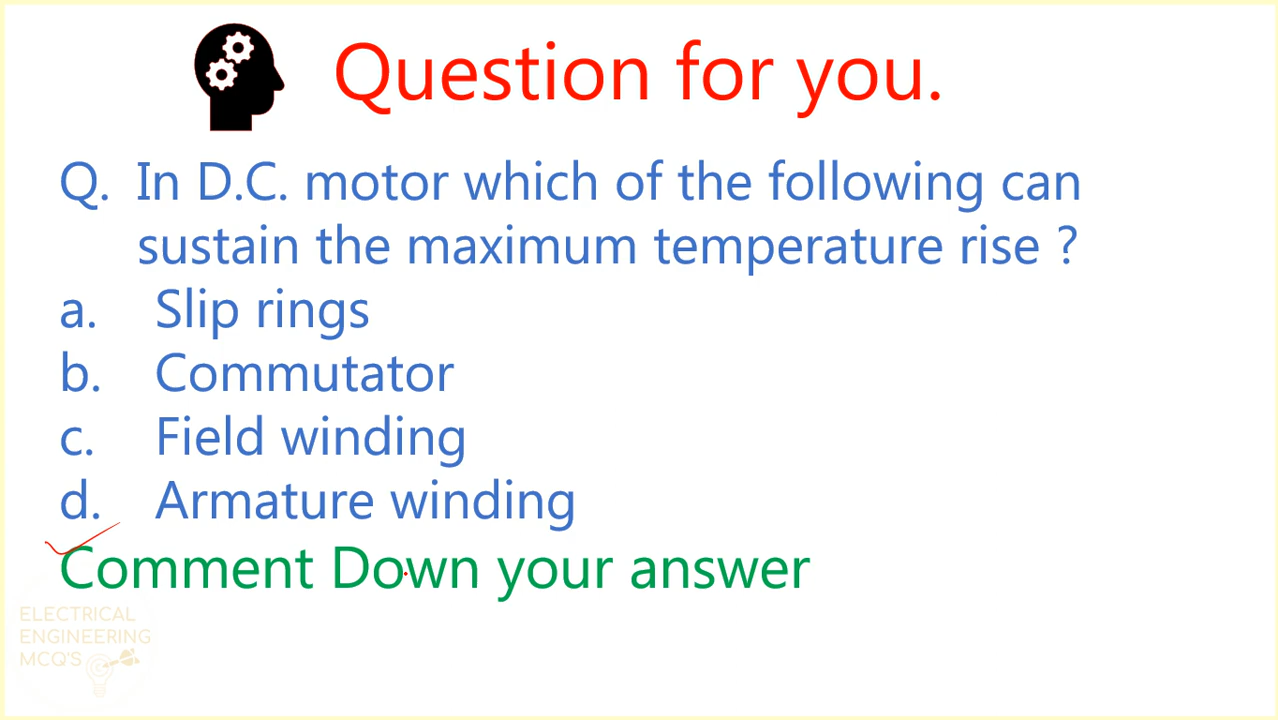 Question for you.
Q. In D.C. motor which of the following can
sustain the maximum temperature rise ?
a. Slip rings
b. Commutator
c. Field winding
d. Armature winding
Comment Down your answer
ELECTRICAL
ENGINEERING
MCQ'S